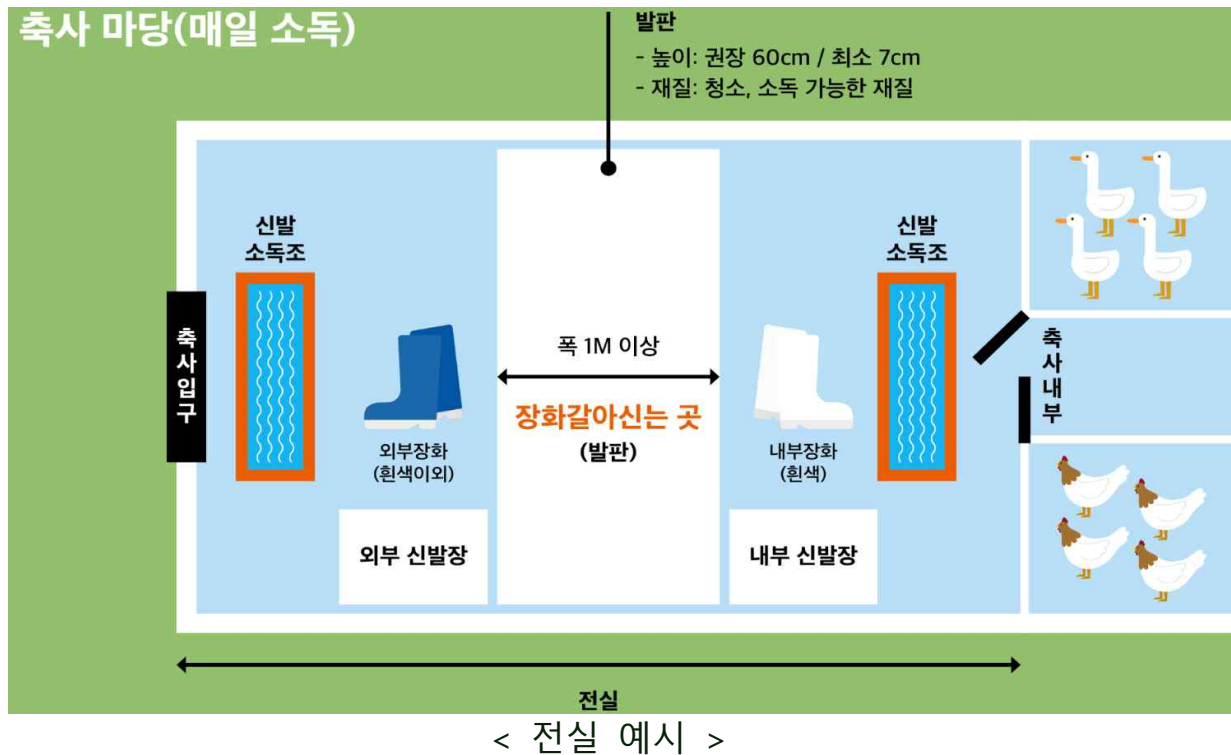 축사 마당(매일 소독)
발판
- 높이: 권장 60cm / 최소 7cm
- 재질: 청소, 소독 가능한 재질
신발
소독조
축사입구
외부장화
(흰색이외)
외부 신발장
폭 1M 이상
장화갈아신는 곳
(발판)
내부장화
(흰색)
내부 신발장
신발
소독조
축사내부
전실
< 전실 예시 >